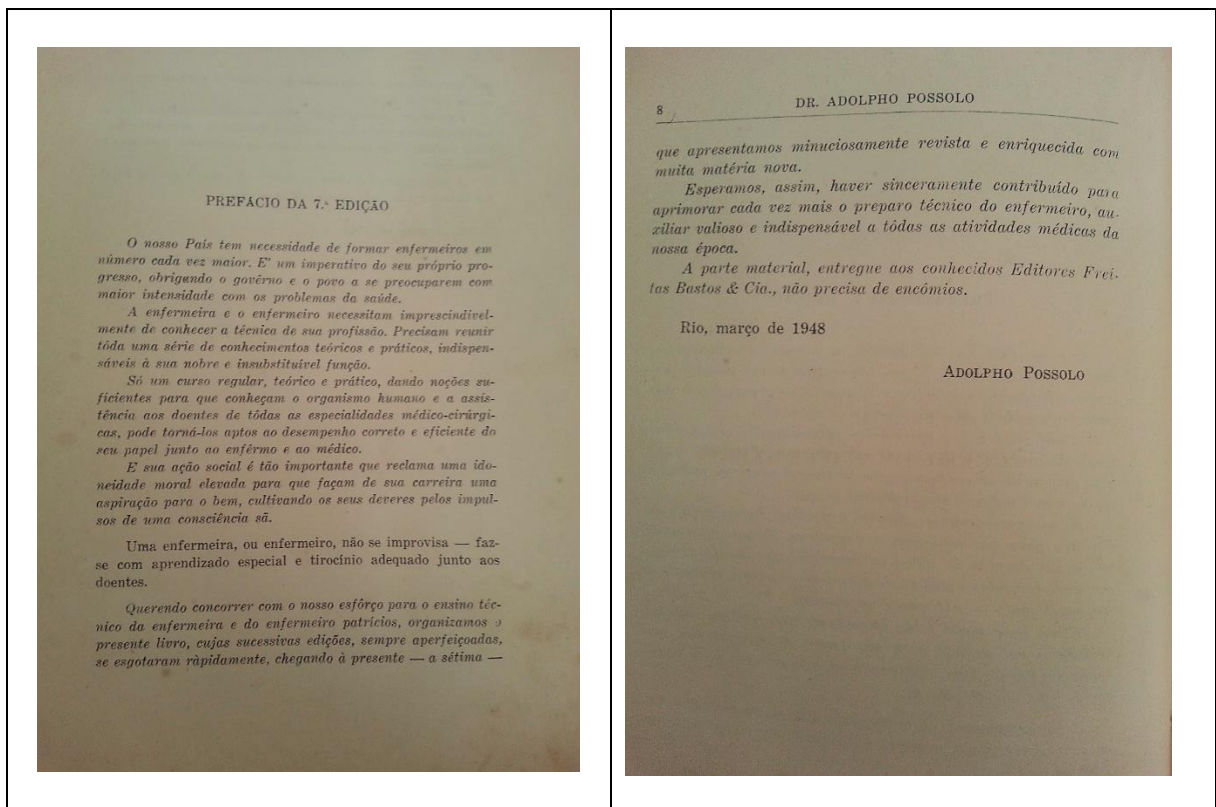 PREFÁCIO DA 7.ª EDIÇÃO
O nosso País tem necessidade de formar enfermeiros em
número cada vez maior. E' um imperativo do seu próprio pro-
gresso, obrigando o govêrno e o povo a se preocuparem com
maior intensidade com os problemas da saúde.
A enfermeira e o enfermeiro necessitam imprescindivel-
mente de conhecer a técnica de sua profissão. Precisam reunir
tôda uma série de conhecimentos teóricos e práticos, indispen-
sáveis à sua nobre e insubstituível função.
Só um curso regular, teórico e prático, dando noções su-
ficientes para que conheçam o organismo humano e a assis-
tência aos doentes de tôdas as especialidades médico-cirúrgi-
cas, pode torná-los aptos ao desempenho correto e eficiente do
seu papel junto ao enfêrmo e ao médico.
E sua ação social é tão importante que reclama uma ido-
neidade moral elevada para que façam de sua carreira uma
aspiração para o bem, cultivando os seus deveres pelos impul-
sos de uma consciência sã.
Uma enfermeira, ou enfermeiro, não se improvisa — faz-
se com aprendizado especial e tirocínio adequado junto aos
doentes.
Querendo concorrer com o nosso esfôrço para o ensino téc-
nico da enfermeira e do enfermeiro patrícios, organizamos o
presente livro, cujas sucessivas edições, sempre aperfeiçoadas,
se esgotaram ràpidamente, chegando à presente — a sétima —
8 DR. ADOLPHO POSSOLO
que apresentamos minuciosamente revista e enriquecida com
muita matéria nova.
Esperamos, assim, haver sinceramente contribuído para
aprimorar cada vez mais o preparo técnico do enfermeiro, au-
xiliar valioso e indispensável a tôdas as atividades médicas da
nossa época.
A parte material, entregue aos conhecidos Editores Frei-
tas Bastos & Cia., não precisa de encômios.
Rio, março de 1948
ADOLPHO POSSOLO